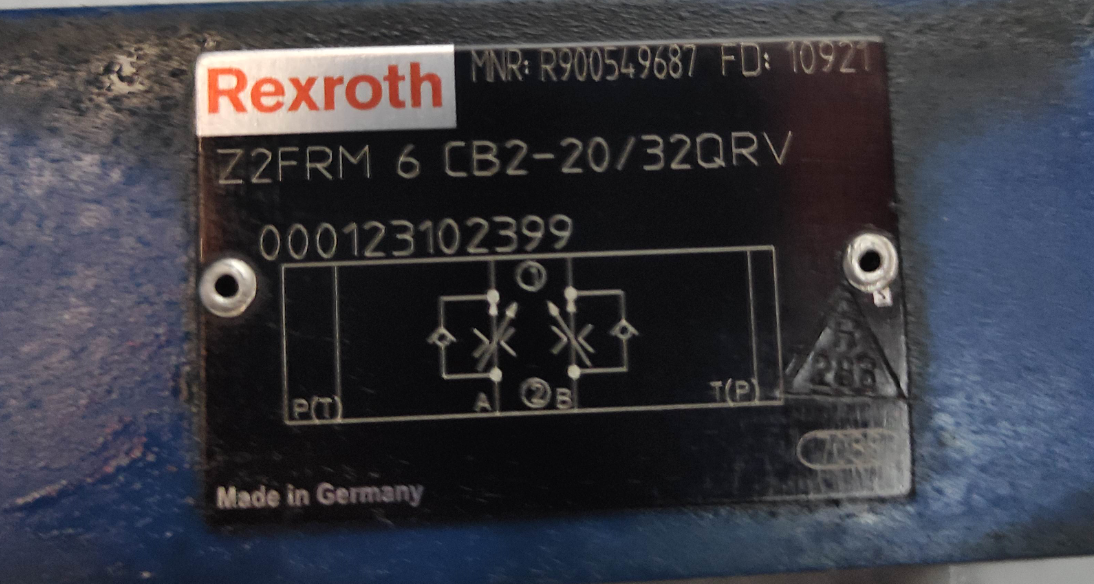 Rexroth MNR: R900549687 FD: 10921
Z2FRM 6 CB2-20/32QRV
000123102399
①
A ② B
P(T) T(P)
Made in Germany